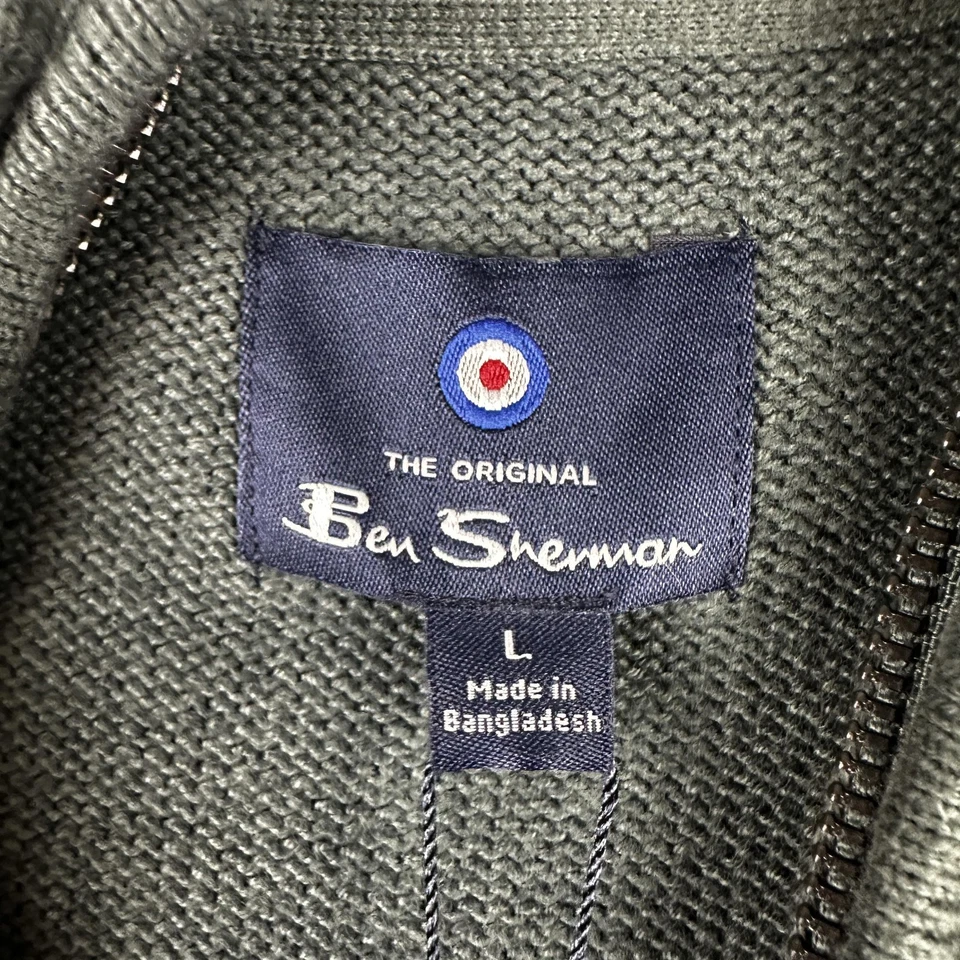 THE ORIGINAL
Ben Sherman
L
Made in
Bangladesh